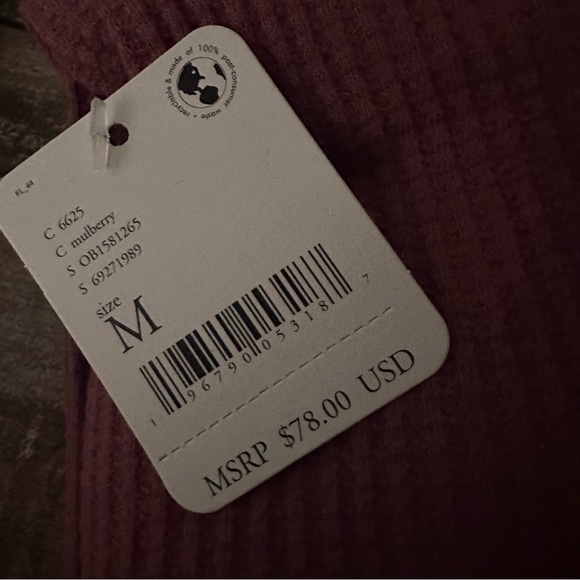 recyclable & made of 100% post-consumer waste •
FL_44
C 6625
C mulberry
S OB1581265
S 69271989
size
M
1 96790 05318 7
MSRP $78.00 USD